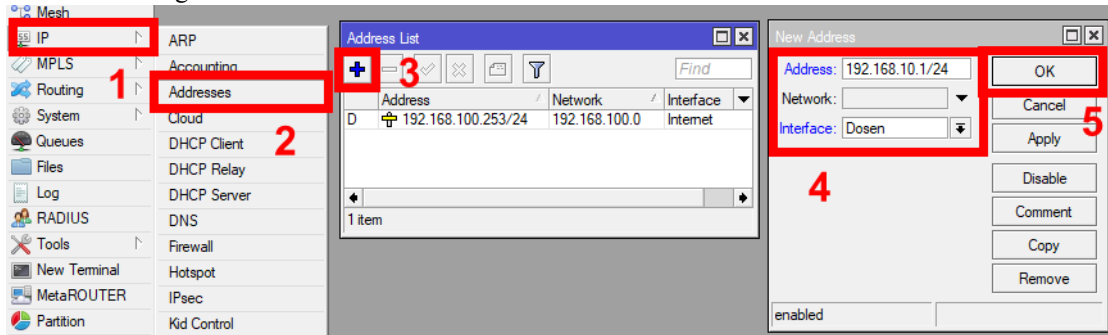 Mesh
IP
MPLS
Routing
System
Queues
Files
Log
RADIUS
Tools
New Terminal
MetaROUTER
Partition
1
ARP
Accounting
Addresses
Cloud
DHCP Client
DHCP Relay
DHCP Server
DNS
Firewall
Hotspot
IPsec
Kid Control
2
Address List
3
Find
Address Network Interface
D 192.168.100.253/24 192.168.100.0 Internet
1 item
New Address
Address: 192.168.10.1/24
Network:
Interface: Dosen
4
OK
Cancel
5
Apply
Disable
Comment
Copy
Remove
enabled